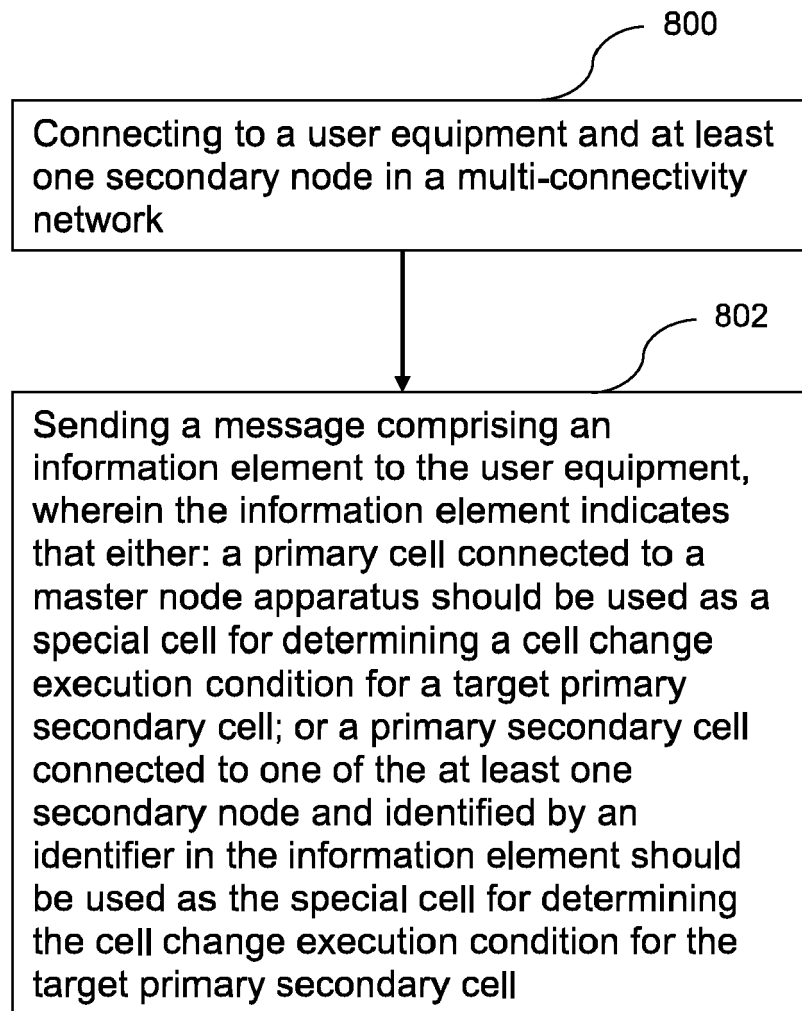 800
Connecting to a user equipment and at least
one secondary node in a multi-connectivity
network
802
Sending a message comprising an
information element to the user equipment,
wherein the information element indicates
that either: a primary cell connected to a
master node apparatus should be used as a
special cell for determining a cell change
execution condition for a target primary
secondary cell; or a primary secondary cell
connected to one of the at least one
secondary node and identified by an
identifier in the information element should
be used as the special cell for determining
the cell change execution condition for the
target primary secondary cell